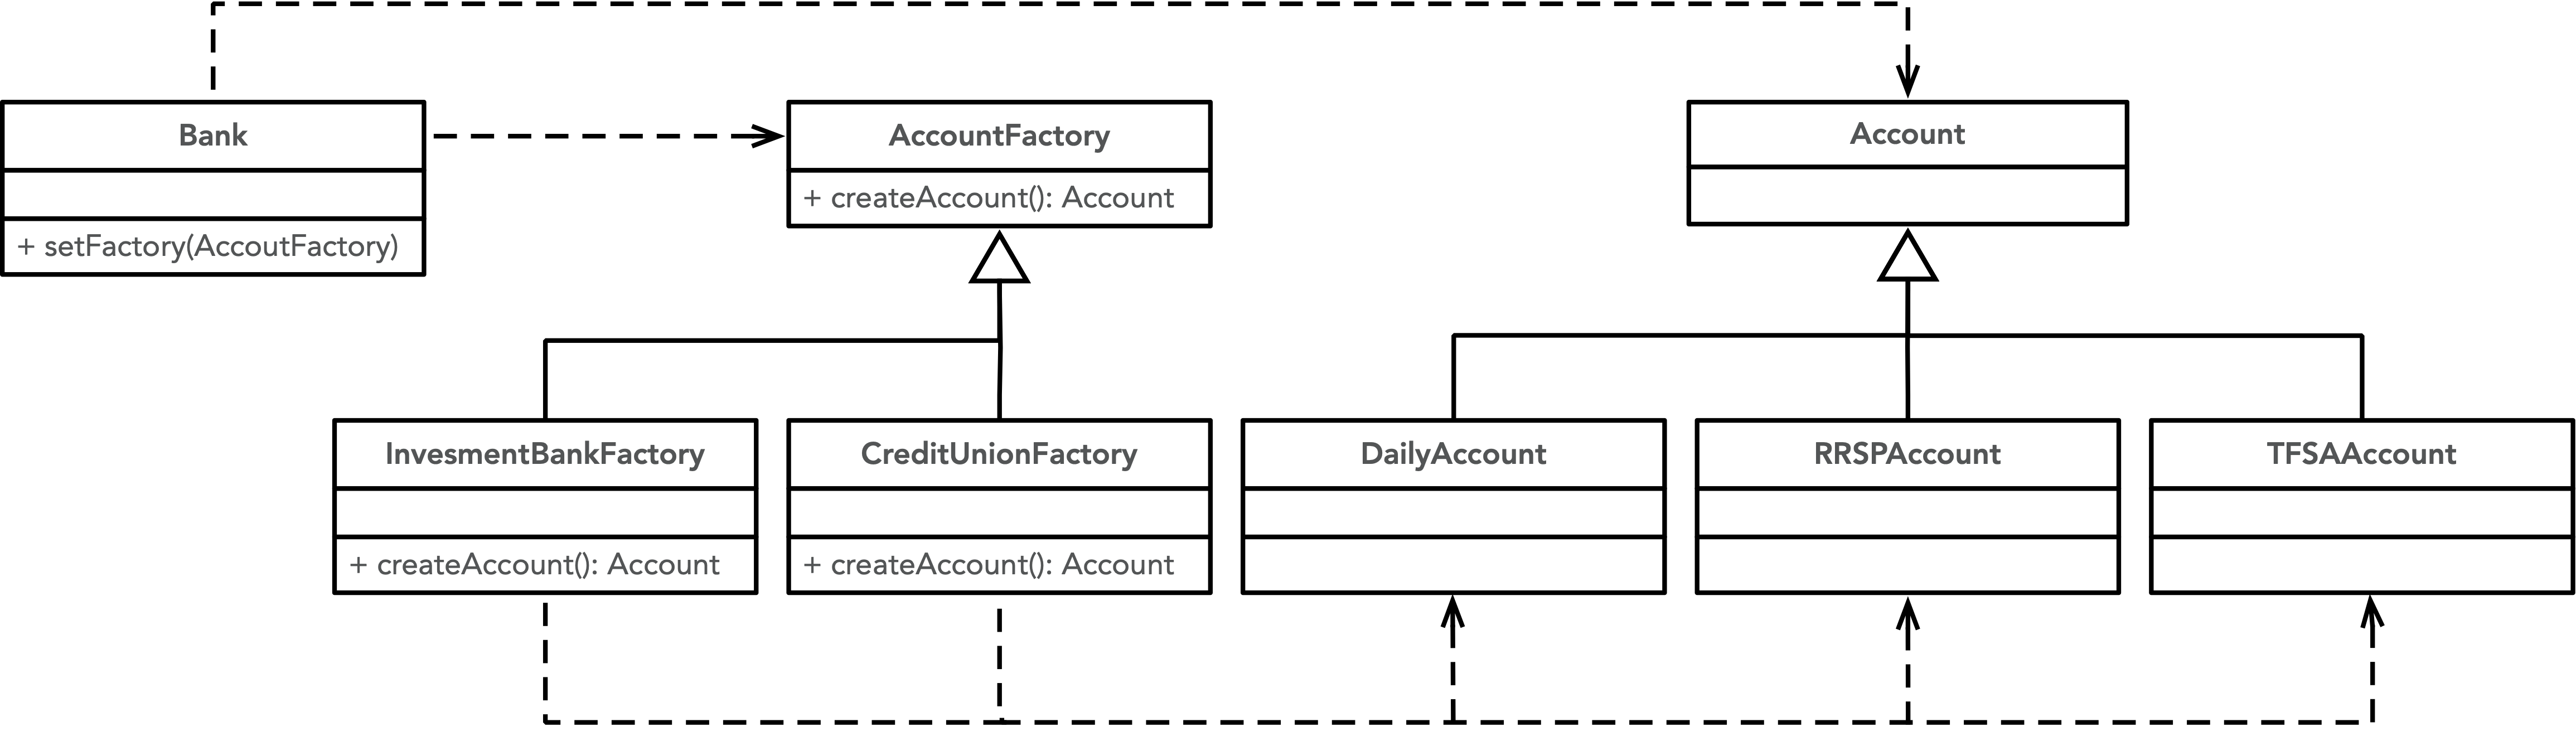 Bank
+ setFactory(AccoutFactory)
AccountFactory
+ createAccount(): Account
Account
InvesmentBankFactory
+ createAccount(): Account
CreditUnionFactory
+ createAccount(): Account
DailyAccount
RRSPAccount
TFSAAccount